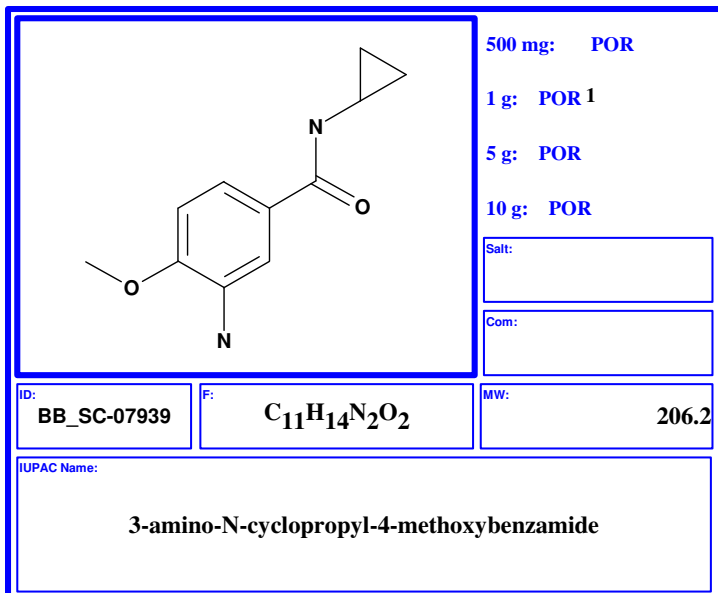 500 mg: POR
1 g: POR 1
5 g: POR
10 g: POR
N
O
O
N
Salt:
Com:
ID:
BB_SC-07939
F:
C11H14N2O2
MW:
206.2
IUPAC Name:
3-amino-N-cyclopropyl-4-methoxybenzamide